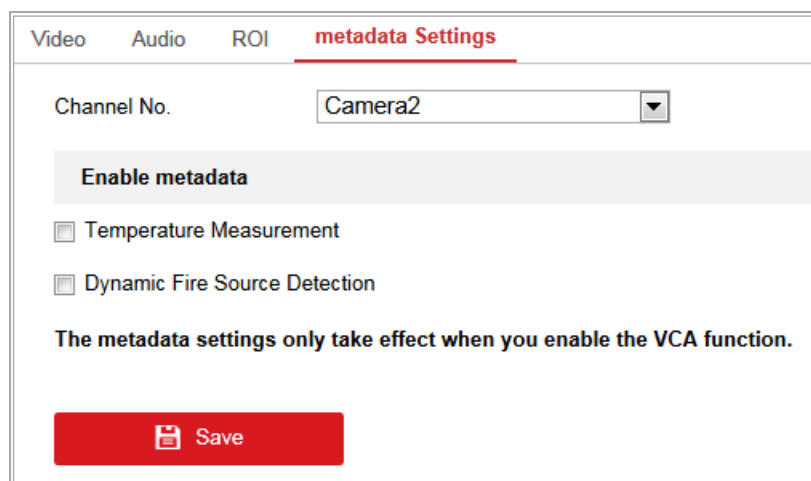 Video Audio ROI metadata Settings
Channel No. Camera2
Enable metadata
Temperature Measurement
Dynamic Fire Source Detection
The metadata settings only take effect when you enable the VCA function.
Save